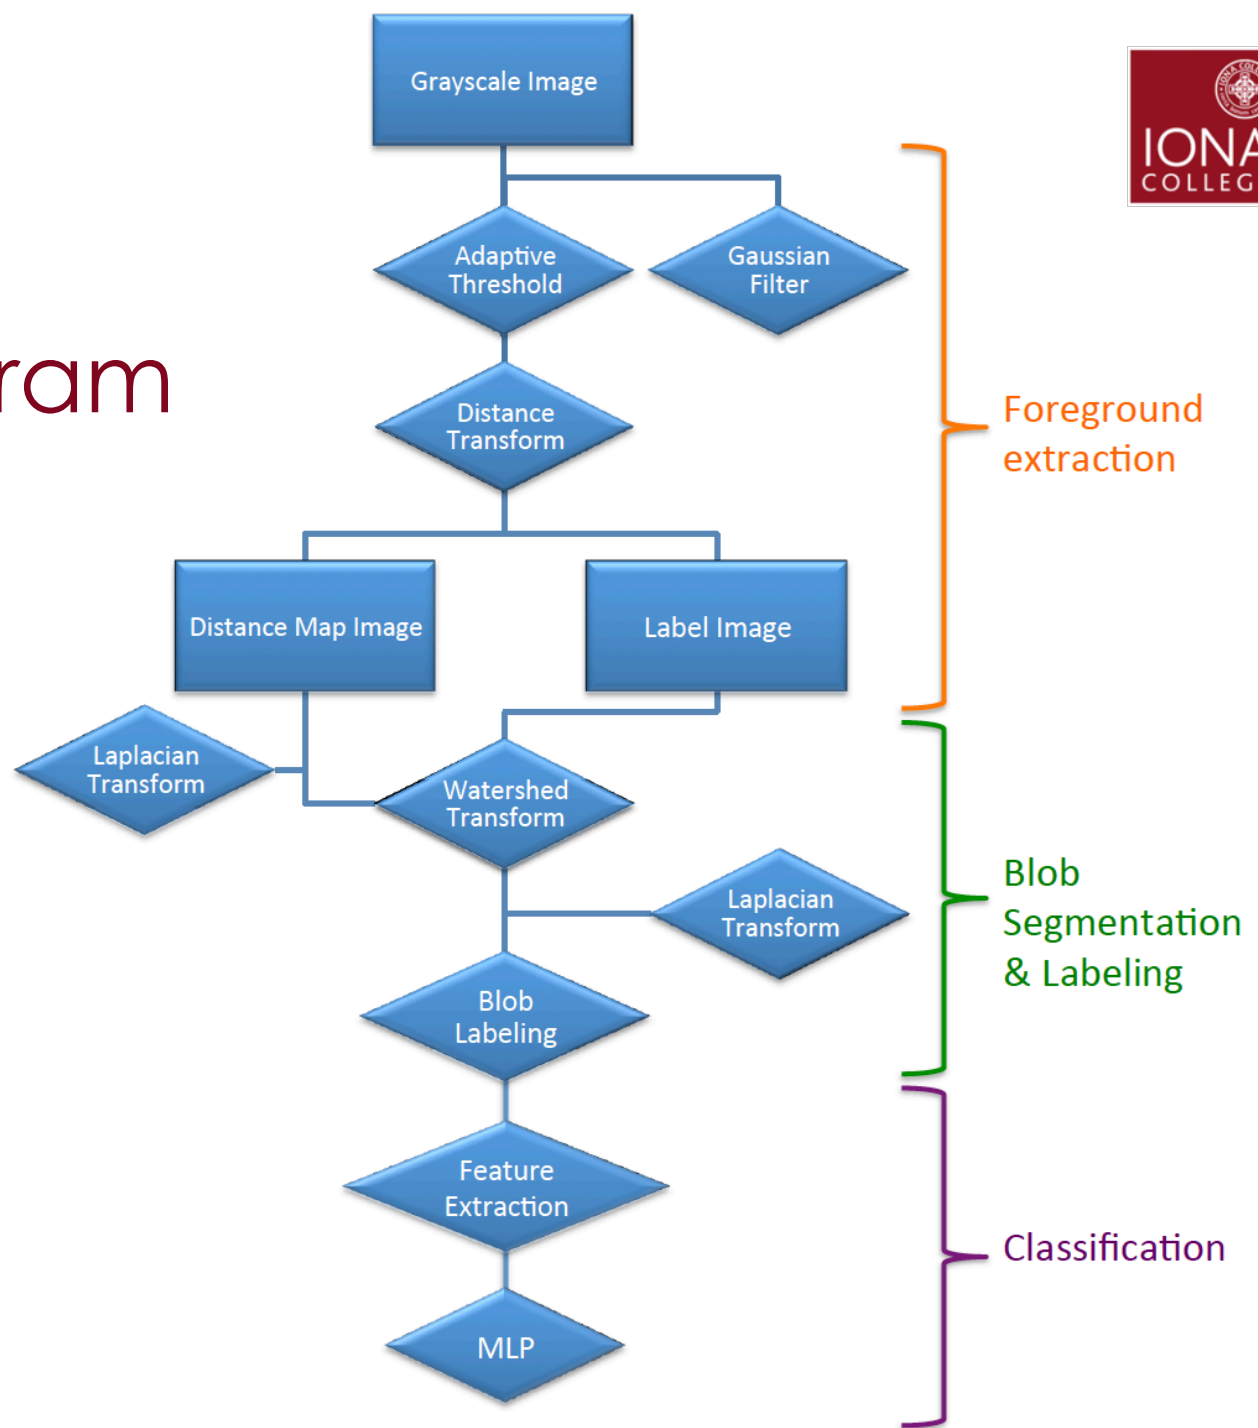 Grayscale Image
IONA
COLLEG
Adaptive
Threshold
Gaussian
Filter
ram
Distance
Transform
Foreground
extraction
Distance Map Image
Label Image
Laplacian
Transform
Watershed
Transform
Laplacian
Transform
Blob
Segmentation
& Labeling
Blob
Labeling
Feature
Extraction
Classification
MLP